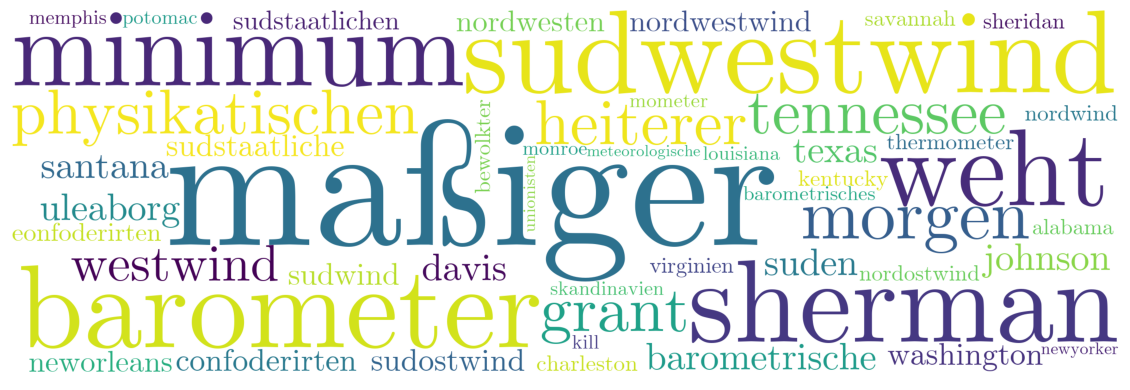 memphis potomac sudstaatlichen nordwesten nordwestwind savannah sheridan
minimum sudwestwind
physikatischen heiterer mometer tennessee nordwind
sudstaatliche bewolkter monroe meteorologische louisiana texas thermometer
santana maßiger unionisten kentucky weht
uleaborg barometrisches morgen
eonfoderirten alabama
westwind sudwind davis virginien suden nordostwind johnson
barometer skandinavien grant sherman
kill
neworleans confoderirten sudostwind charleston barometrische washington newyorker